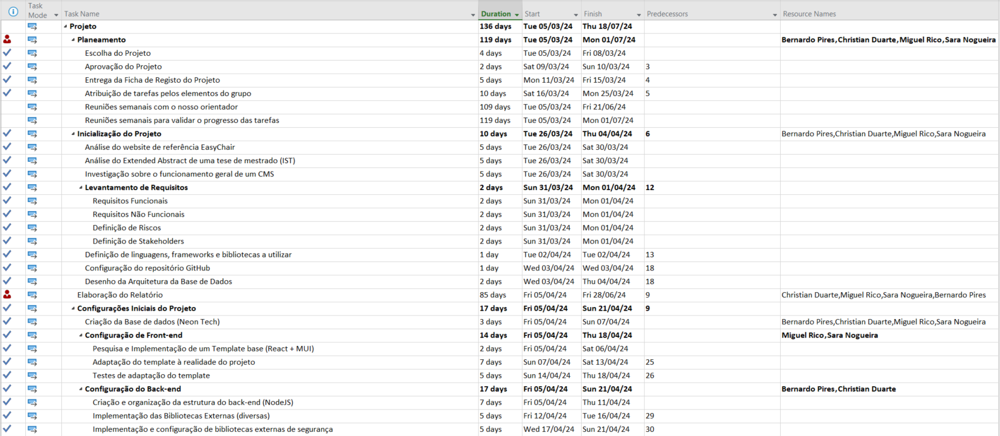 Task Mode Task Name Duration Start Finish Predecessors Resource Names
Projeto 136 days Tue 05/03/24 Thu 18/07/24
Planeamento 119 days Tue 05/03/24 Mon 01/07/24 Bernardo Pires,Christian Duarte,Miguel Rico,Sara Nogueira
Escolha do Projeto 4 days Tue 05/03/24 Fri 08/03/24
Aprovação do Projeto 2 days Sat 09/03/24 Sun 10/03/24 3
Entrega da Ficha de Registo do Projeto 5 days Mon 11/03/24 Fri 15/03/24 4
Atribuição de tarefas pelos elementos do grupo 10 days Sat 16/03/24 Mon 25/03/24 5
Reuniões semanais com o nosso orientador 109 days Tue 05/03/24 Fri 21/06/24
Reuniões semanais para validar o progresso das tarefas 119 days Tue 05/03/24 Mon 01/07/24
Inicialização do Projeto 10 days Tue 26/03/24 Thu 04/04/24 6 Bernardo Pires,Christian Duarte,Miguel Rico,Sara Nogueira
Análise do website de referência EasyChair 5 days Tue 26/03/24 Sat 30/03/24
Análise do Extended Abstract de uma tese de mestrado (IST) 5 days Tue 26/03/24 Sat 30/03/24
Investigação sobre o funcionamento geral de um CMS 5 days Tue 26/03/24 Sat 30/03/24
Levantamento de Requisitos 2 days Sun 31/03/24 Mon 01/04/24 12
Requisitos Funcionais 2 days Sun 31/03/24 Mon 01/04/24
Requisitos Não Funcionais 2 days Sun 31/03/24 Mon 01/04/24
Definição de Riscos 2 days Sun 31/03/24 Mon 01/04/24
Definição de Stakeholders 2 days Sun 31/03/24 Mon 01/04/24
Definição de linguagens, frameworks e bibliotecas a utilizar 1 day Tue 02/04/24 Tue 02/04/24 13
Configuração do repositório GitHub 1 day Wed 03/04/24 Wed 03/04/24 18
Desenho da Arquitetura da Base de Dados 2 days Wed 03/04/24 Thu 04/04/24 18
Elaboração do Relatório 85 days Fri 05/04/24 Fri 28/06/24 9 Christian Duarte,Miguel Rico,Sara Nogueira,Bernardo Pires
Configurações Iniciais do Projeto 17 days Fri 05/04/24 Sun 21/04/24 9
Criação da Base de dados (Neon Tech) 3 days Fri 05/04/24 Sun 07/04/24 Bernardo Pires,Christian Duarte,Miguel Rico,Sara Nogueira
Configuração de Front-end 14 days Fri 05/04/24 Thu 18/04/24 Miguel Rico,Sara Nogueira
Pesquisa e Implementação de um Template base (React + MUI) 2 days Fri 05/04/24 Sat 06/04/24
Adaptação do template à realidade do projeto 7 days Sun 07/04/24 Sat 13/04/24 25
Testes de adaptação do template 5 days Sun 14/04/24 Thu 18/04/24 26
Configuração do Back-end 17 days Fri 05/04/24 Sun 21/04/24 Bernardo Pires,Christian Duarte
Criação e organização da estrutura do back-end (NodeJS) 7 days Fri 05/04/24 Thu 11/04/24
Implementação das Bibliotecas Externas (diversas) 5 days Fri 12/04/24 Tue 16/04/24 29
Implementação e configuração de bibliotecas externas de segurança 5 days Wed 17/04/24 Sun 21/04/24 30